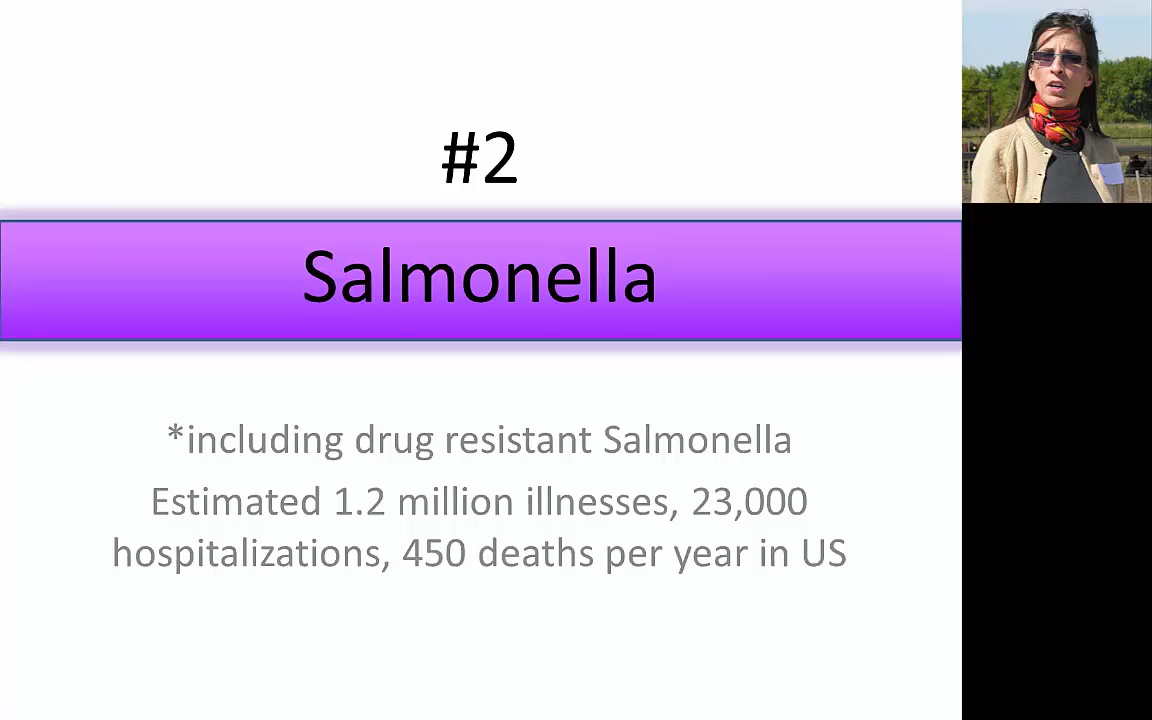 #2
Salmonella
*including drug resistant Salmonella
Estimated 1.2 million illnesses, 23,000
hospitalizations, 450 deaths per year in US